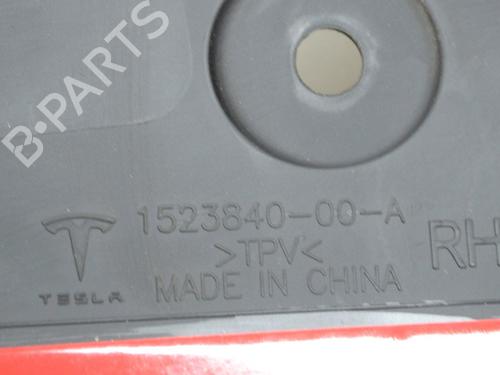 B-PARTS
1523840-00-A
>TPV<
RH
MADE IN CHINA
TESLA